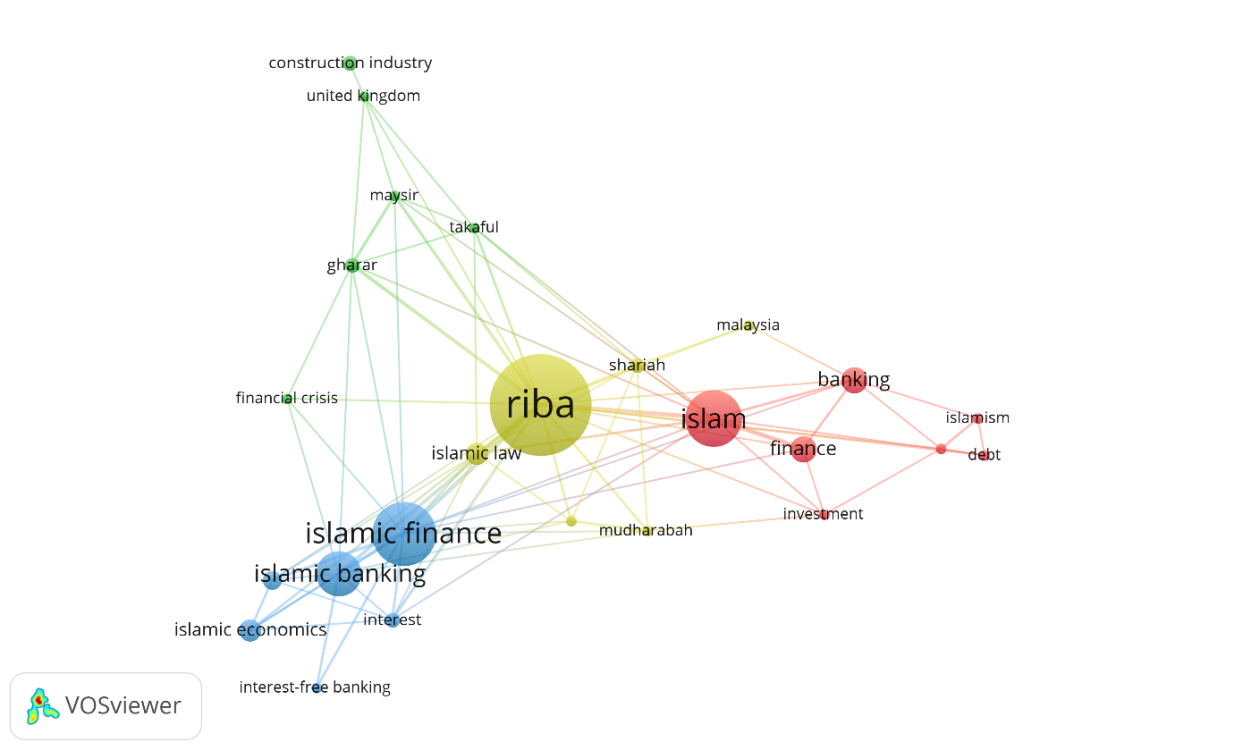 construction industry
united kingdom
maysir
takaful
gharar
malaysia
shariah
banking
financial crisis
riba
islam
islamism
islamic law
finance
debt
investment
islamic finance
mudharabah
islamic banking
interest
islamic economics
interest-free banking
VOSviewer